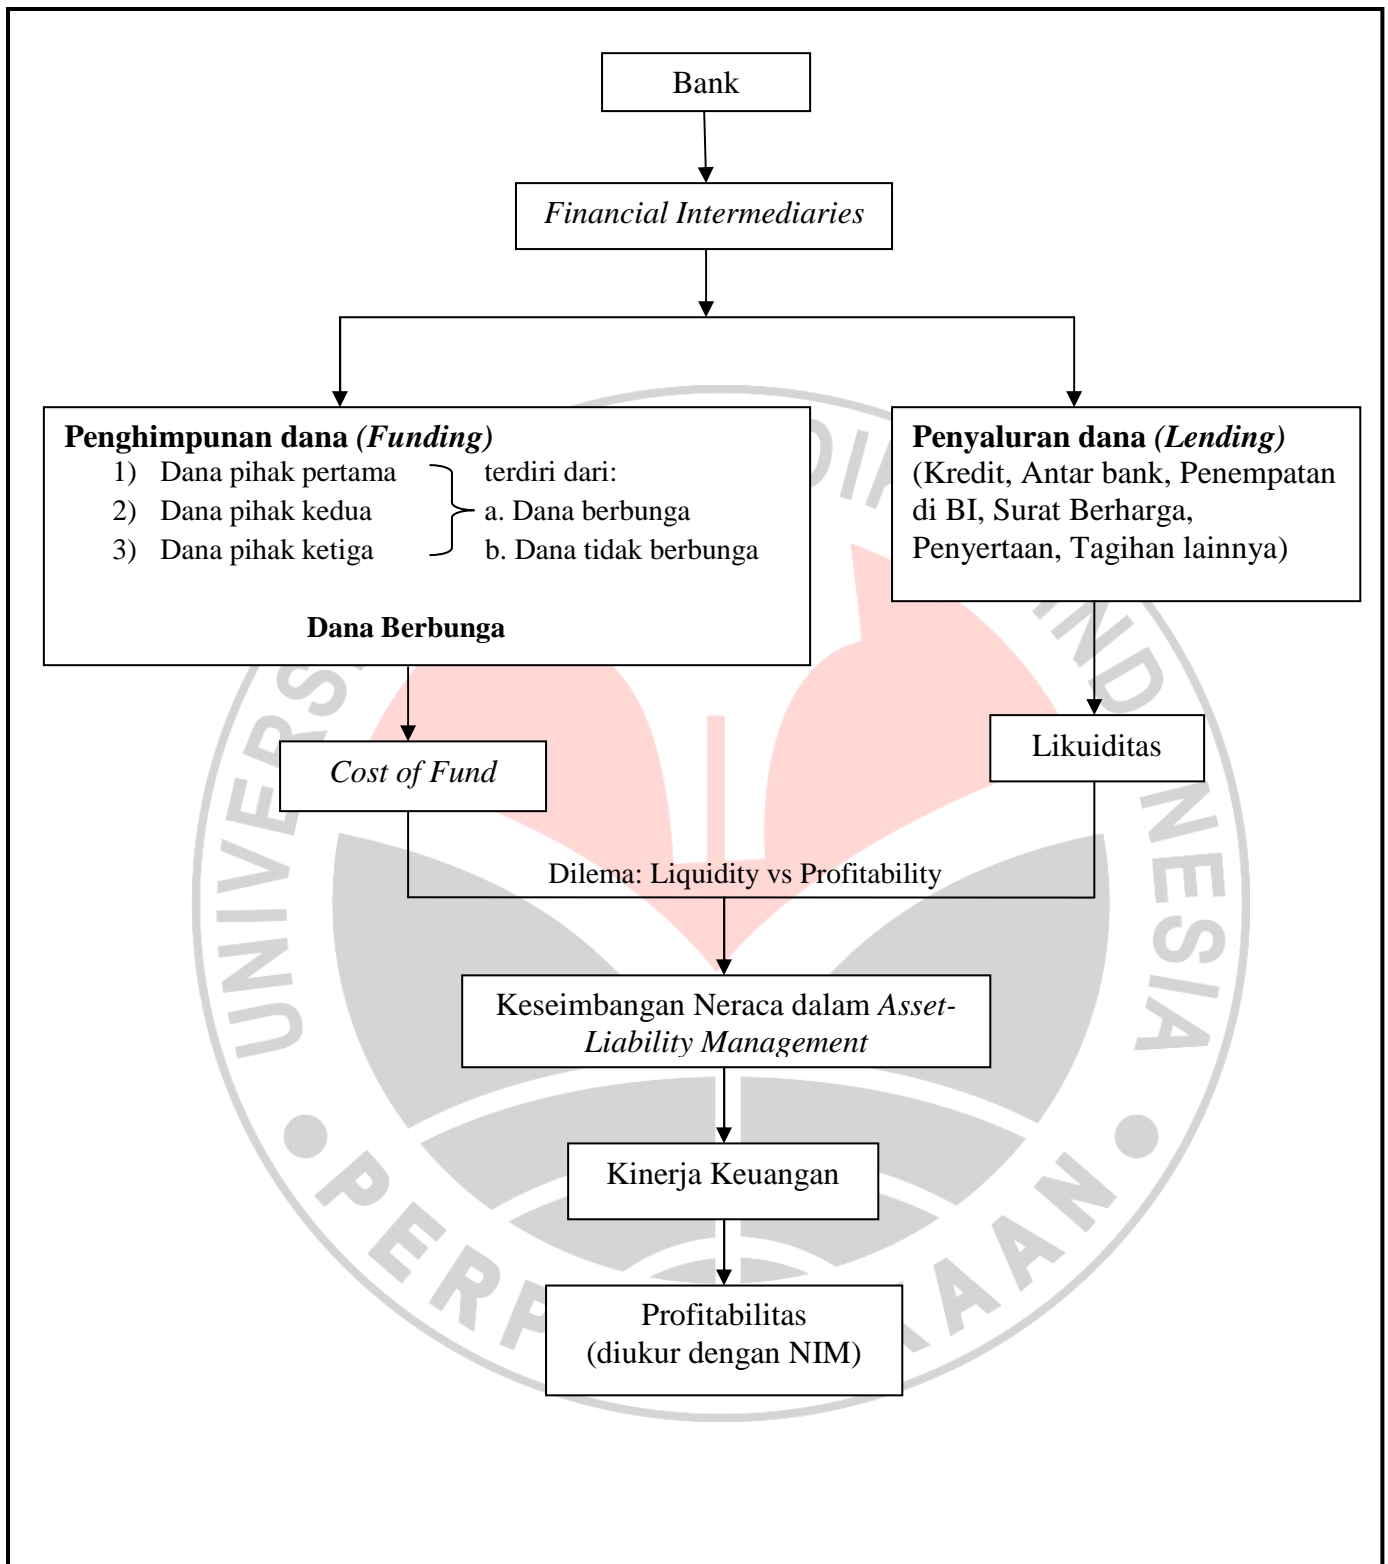 Bank
Financial Intermediaries
Penghimpunan dana (Funding)
1) Dana pihak pertama
2) Dana pihak kedua
3) Dana pihak ketiga
terdiri dari:
a. Dana berbunga
b. Dana tidak berbunga
Dana Berbunga
Penyaluran dana (Lending)
(Kredit, Antar bank, Penempatan
di BI, Surat Berharga,
Penyertaan, Tagihan lainnya)
Cost of Fund
Likuiditas
Dilema: Liquidity vs Profitability
Keseimbangan Neraca dalam Asset-
Liability Management
Kinerja Keuangan
Profitabilitas
(diukur dengan NIM)